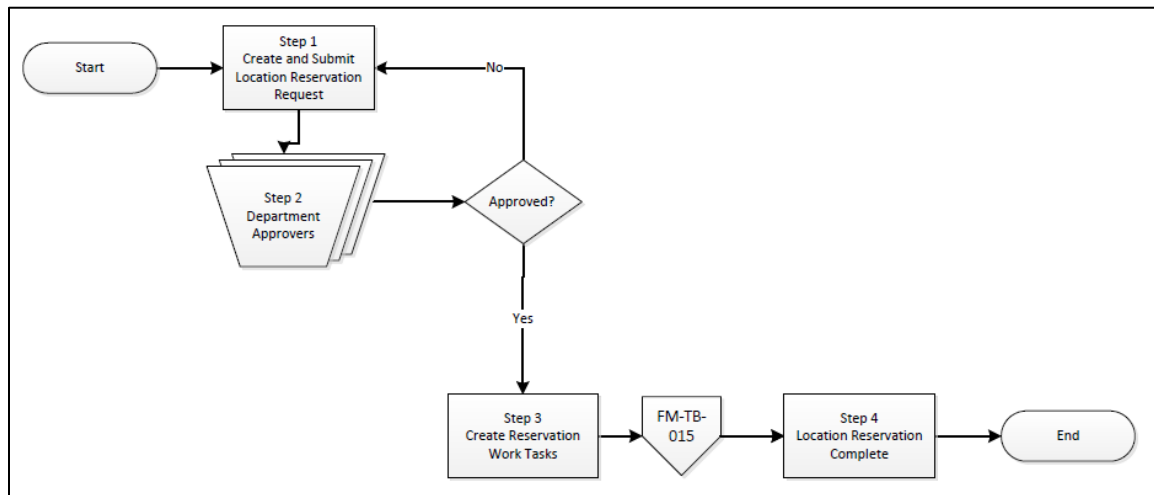 Start
Step 1
Create and Submit
Location Reservation
Request
No
Step 2
Department
Approvers
Approved?
Yes
Step 3
Create Reservation
Work Tasks
FM-TB-
015
Step 4
Location Reservation
Complete
End